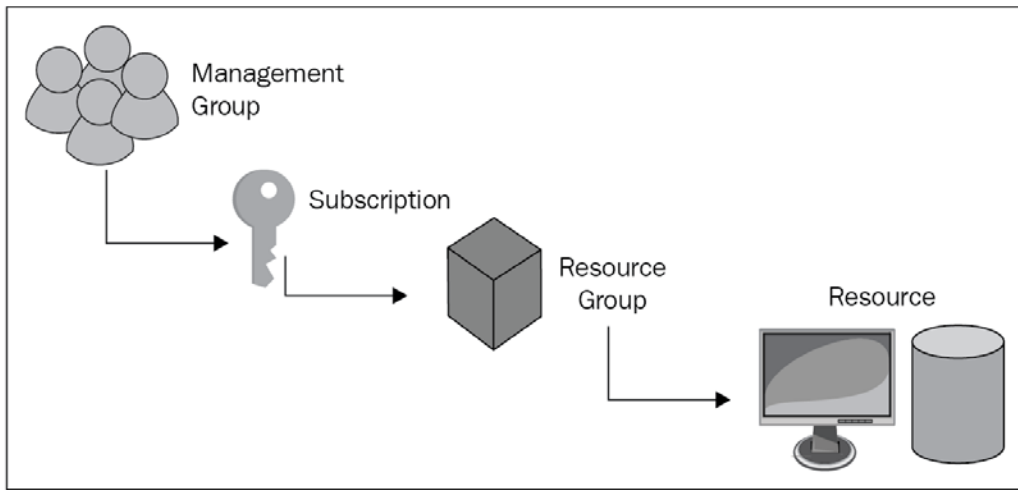 Management
Group
Subscription
Resource
Group
Resource